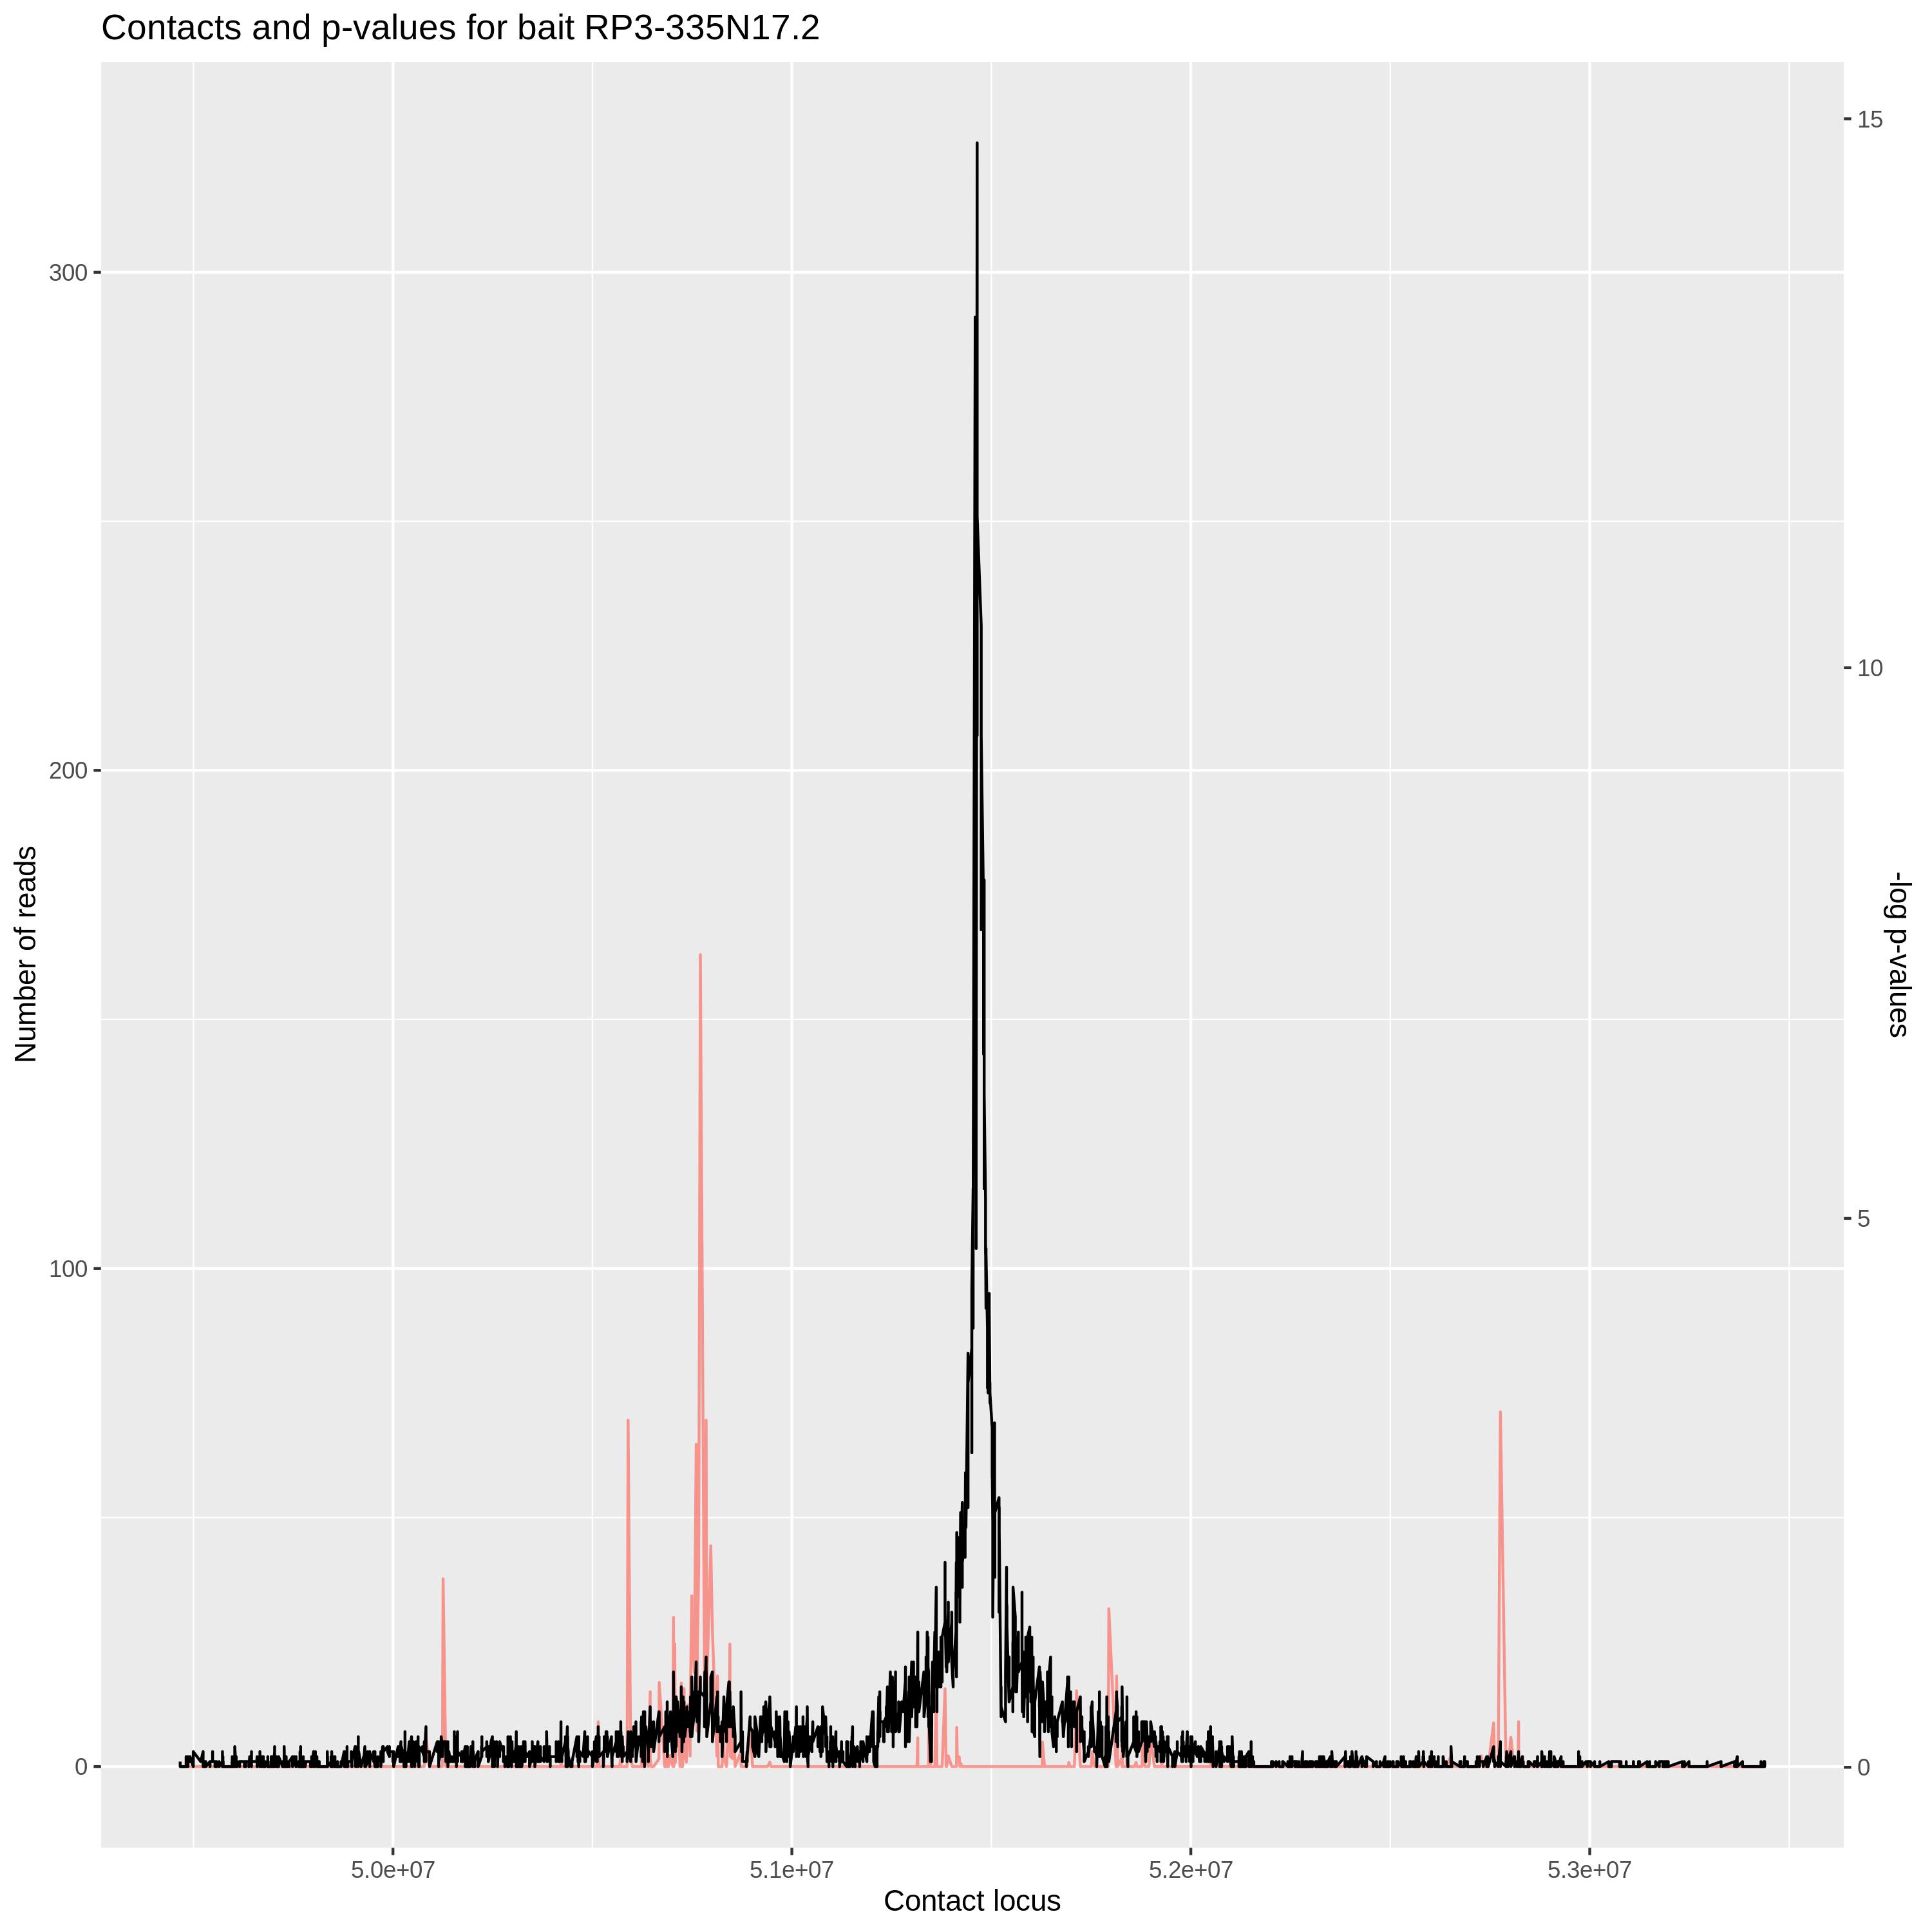 Contacts and p-values for bait RP3-335N17.2
300
200
100
0
15
10
5
0
Number of reads
-log p-values
5.0e+07
5.1e+07
5.2e+07
5.3e+07
Contact locus